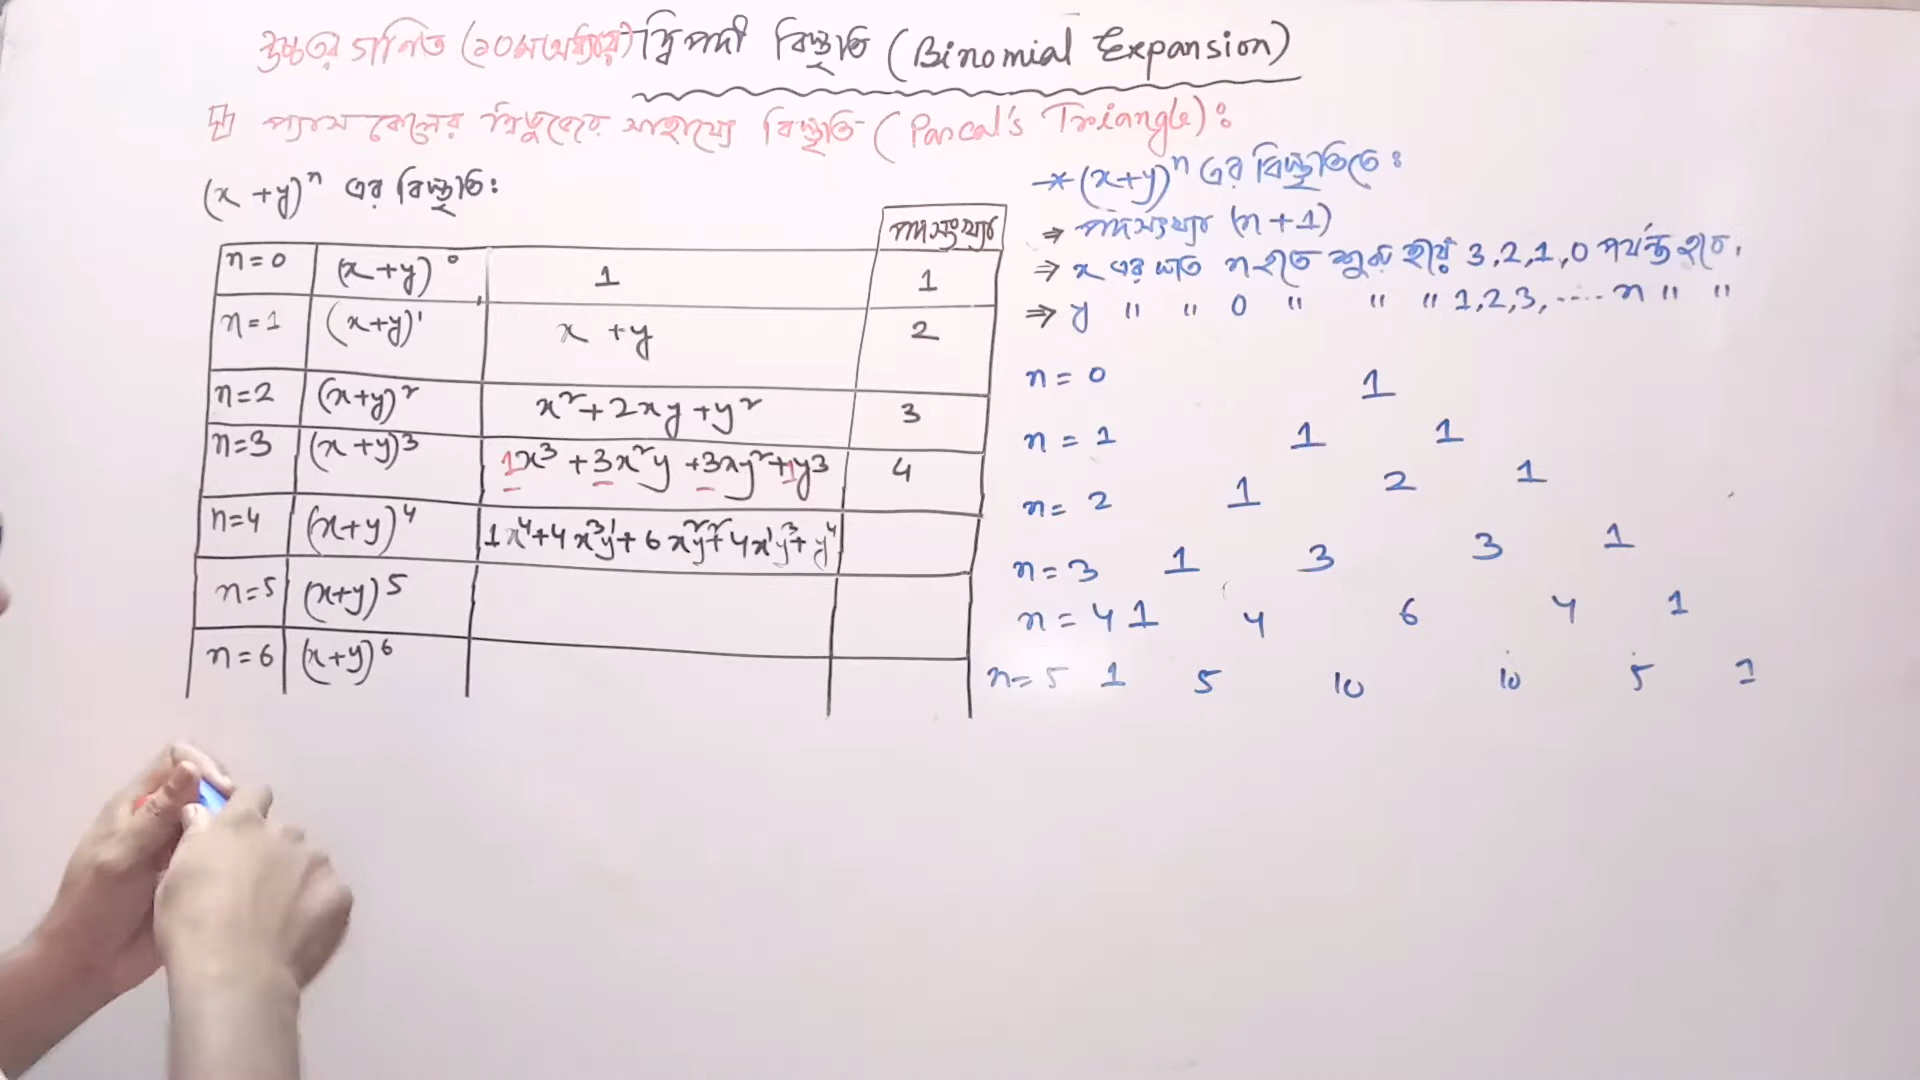 উচ্চতর গণিত (১০ম অধ্যায়) দ্বিপদী বিস্তৃতি (Binomial Expansion)
প্যাসকেলের ত্রিভুজের সাহায্যে বিস্তৃতি (Pascal's Triangle):
(x+y)ⁿ এর বিস্তৃতি:
পদসংখ্যা
n=0 (x+y)⁰ 1 1
n=1 (x+y)¹ x+y 2
n=2 (x+y)² x²+2xy+y² 3
n=3 (x+y)³ 1x³+3x²y+3xy²+1y³ 4
n=4 (x+y)⁴ 1x⁴+4x³y¹+6x²y²+4x¹y³+y⁴
n=5 (x+y)⁵
n=6 (x+y)⁶
* (x+y)ⁿ এর বিস্তৃতিতে:
⇒ পদসংখ্যা (n+1)
⇒ x এর ঘাত n হতে শুরু হয়ে 3,2,1,0 পর্যন্ত হবে।
⇒ y " " 0 " " " 1,2,3,.... n " "
n=0 1
n=1 1 1
n=2 1 2 1
n=3 1 3 3 1
n=4 1 4 6 4 1
n=5 1 5 10 10 5 1